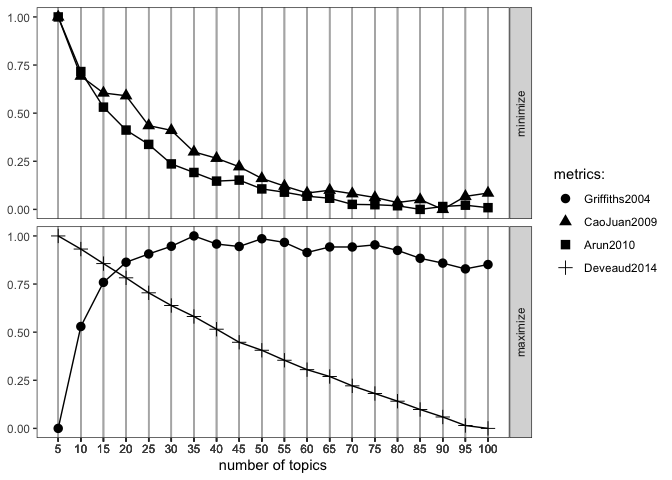 1.00
0.75
0.50
0.25
0.00
minimize
1.00
0.75
0.50
0.25
0.00
maximize
5 10 15 20 25 30 35 40 45 50 55 60 65 70 75 80 85 90 95 100
number of topics
metrics:
Griffiths2004
CaoJuan2009
Arun2010
Deveaud2014